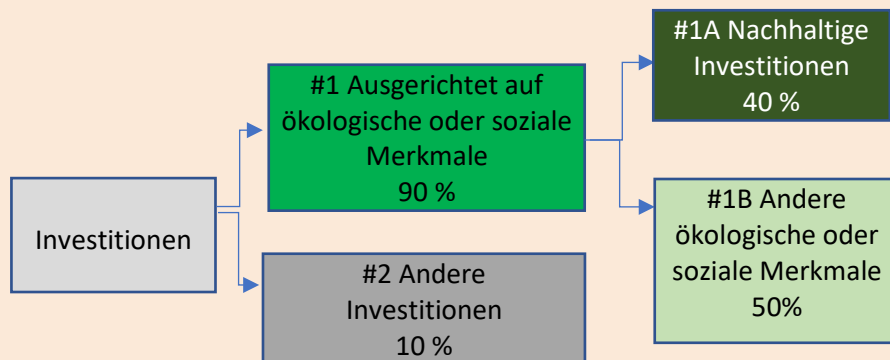 Investitionen
#1 Ausgerichtet auf
ökologische oder soziale
Merkmale
90 %
#2 Andere
Investitionen
10 %
#1A Nachhaltige
Investitionen
40 %
#1B Andere
ökologische oder
soziale Merkmale
50%